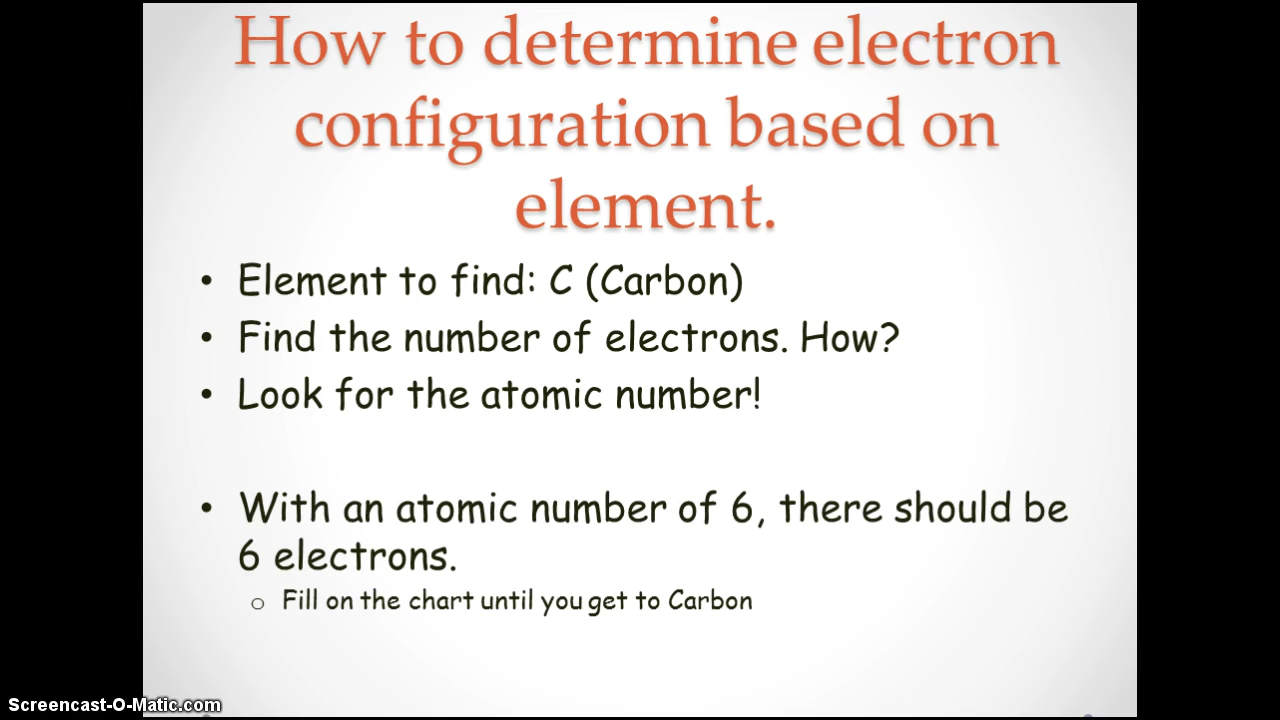 How to determine electron
configuration based on
element.
• Element to find: C (Carbon)
• Find the number of electrons. How?
• Look for the atomic number!
• With an atomic number of 6, there should be
6 electrons.
o Fill on the chart until you get to Carbon
Screencast-O-Matic.com